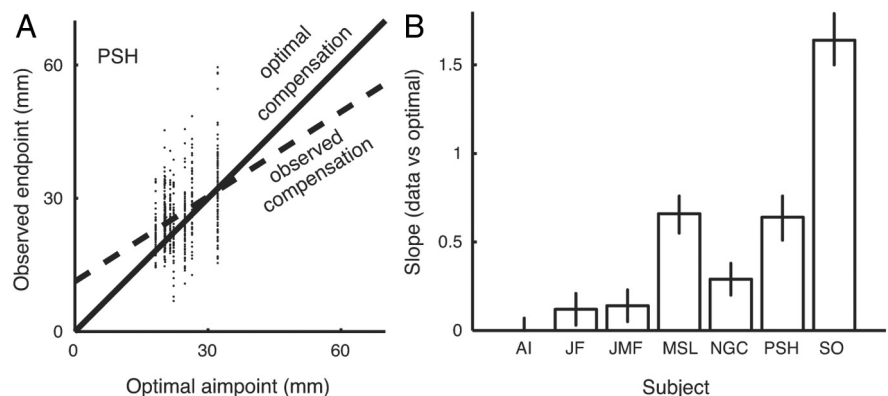 A
PSH
Observed endpoint (mm)
60
30
0
optimal
compensation
observed
compensation
0
30
60
Optimal aimpoint (mm)
B
Slope (data vs optimal)
1.5
1
0.5
0
AI
JF
JMF
MSL
NGC
PSH
SO
Subject